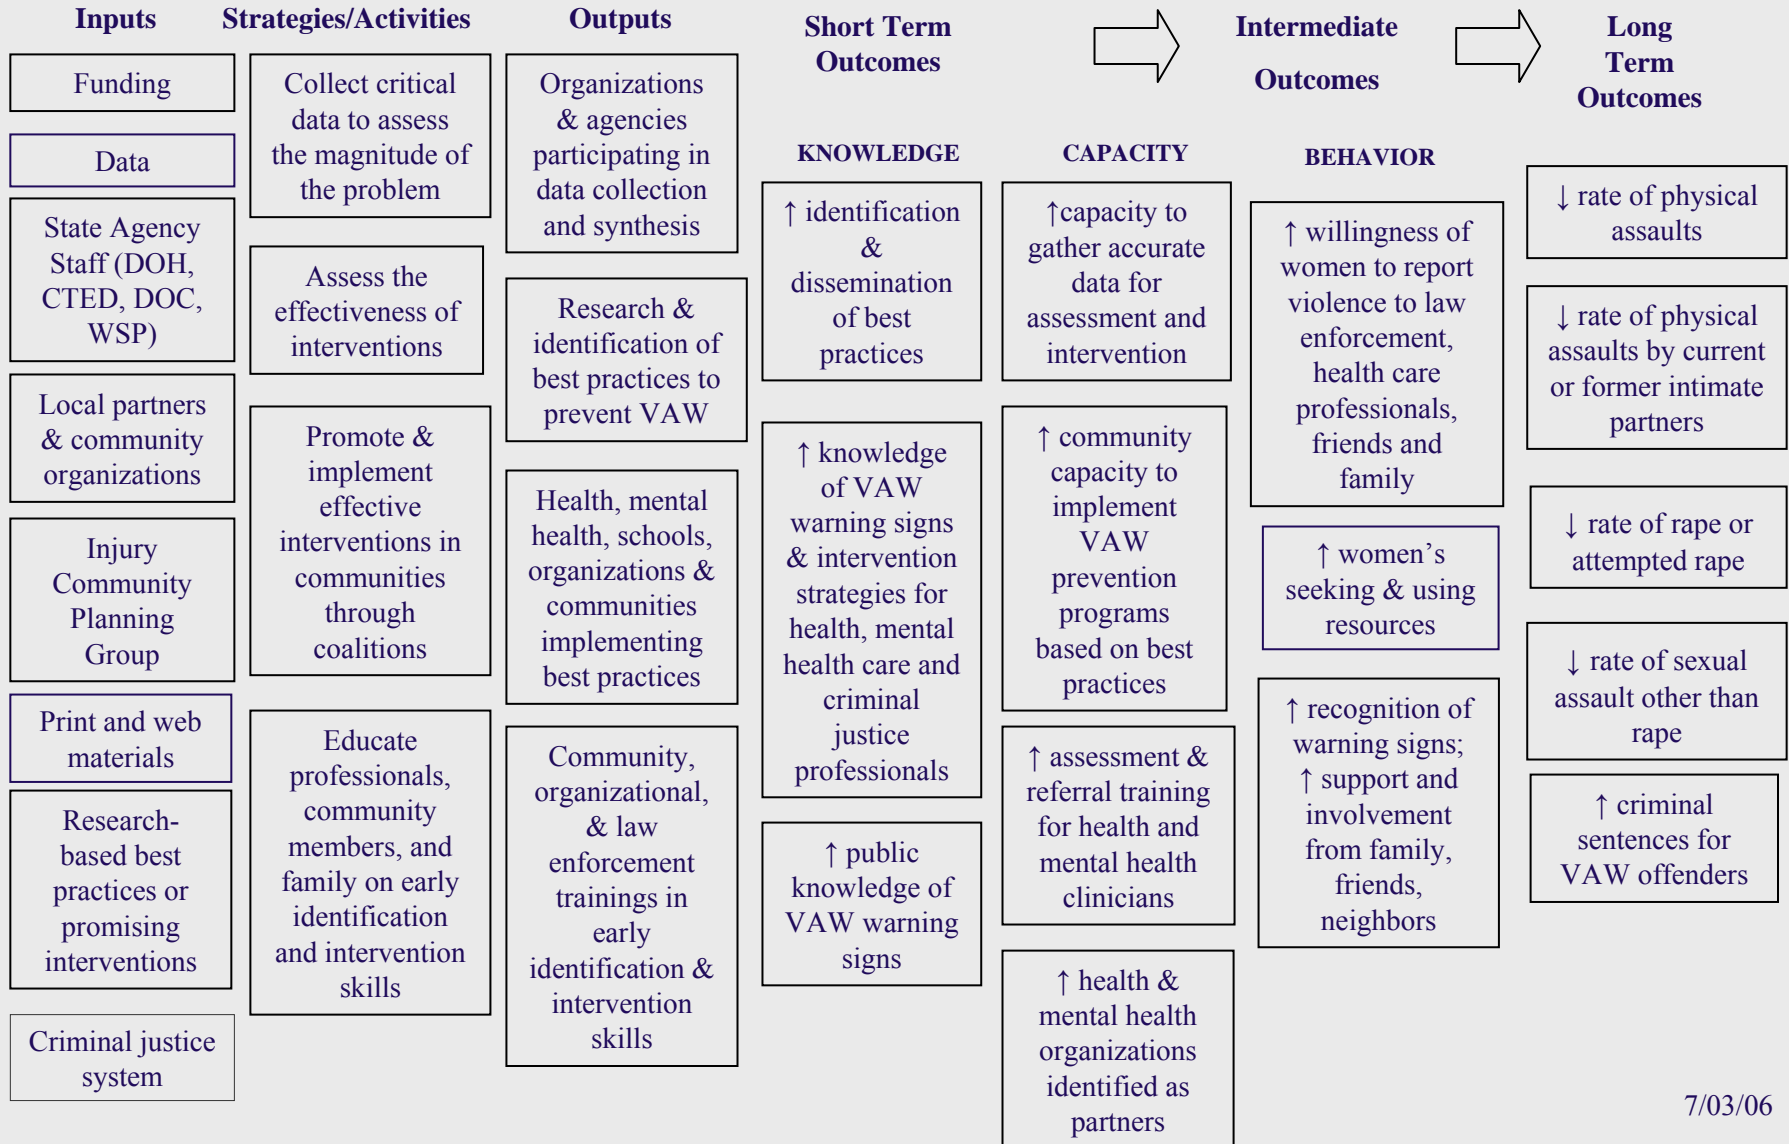 Inputs
Funding
Data
State Agency
Staff (DOH,
CTED, DOC,
WSP)
Local partners
& community
organizations
Injury
Community
Planning
Group
Print and web
materials
Research-
based best
practices or
promising
interventions
Criminal justice
system
Strategies/Activities
Collect critical
data to assess
the magnitude of
the problem
Assess the
effectiveness of
interventions
Promote &
implement
effective
interventions in
communities
through
coalitions
Educate
professionals,
community
members, and
family on early
identification
and intervention
skills
Outputs
Organizations
& agencies
participating in
data collection
and synthesis
Research &
identification of
best practices to
prevent VAW
Health, mental
health, schools,
organizations &
communities
implementing
best practices
Community,
organizational,
& law
enforcement
trainings in
early
identification &
intervention
skills
Short Term
Outcomes
KNOWLEDGE
↑ identification
&
dissemination
of best
practices
↑ knowledge
of VAW
warning signs
& intervention
strategies for
health, mental
health care and
criminal
justice
professionals
↑ public
knowledge of
VAW warning
signs
CAPACITY
↑capacity to
gather accurate
data for
assessment and
intervention
↑ community
capacity to
implement
VAW
prevention
programs
based on best
practices
↑ assessment &
referral training
for health and
mental health
clinicians
↑ health &
mental health
organizations
identified as
partners
Intermediate
Outcomes
BEHAVIOR
↑ willingness of
women to report
violence to law
enforcement,
health care
professionals,
friends and
family
↑ women’s
seeking & using
resources
↑ recognition of
warning signs;
↑ support and
involvement
from family,
friends,
neighbors
Long
Term
Outcomes
↓ rate of physical
assaults
↓ rate of physical
assaults by current
or former intimate
partners
↓ rate of rape or
attempted rape
↓ rate of sexual
assault other than
rape
↑ criminal
sentences for
VAW offenders
7/03/06